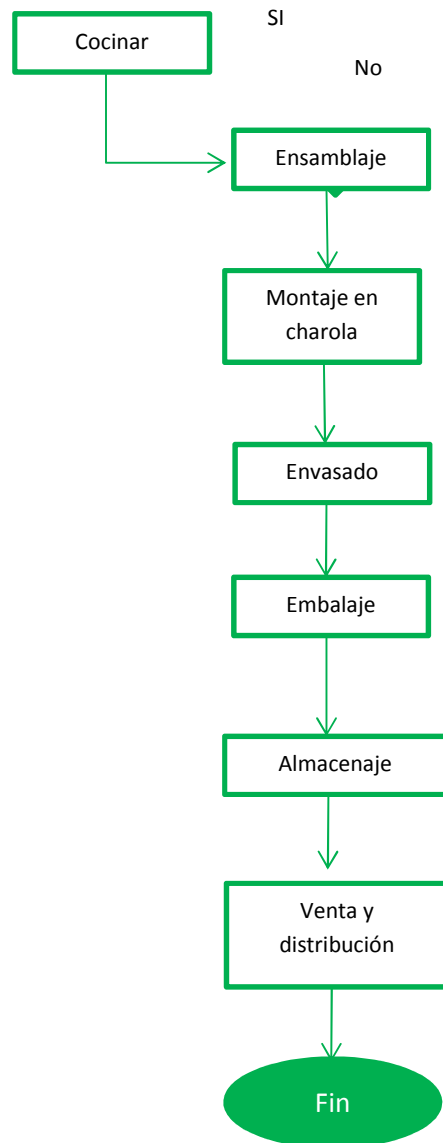 SI
Cocinar
No
Ensamblaje
Montaje en
charola
Envasado
Embalaje
Almacenaje
Venta y
distribución
Fin